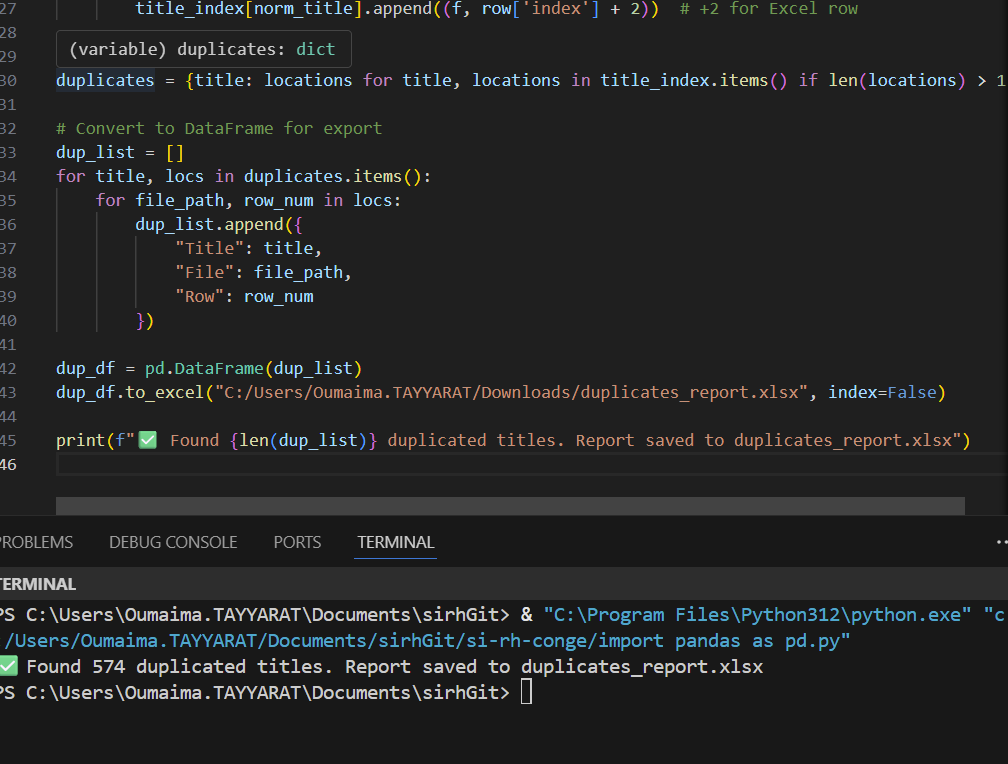 27 title_index[norm_title].append((f, row['index'] + 2))  # +2 for Excel row
28
(variable) duplicates: dict
29
30 duplicates = {title: locations for title, locations in title_index.items() if len(locations) > 1
31
32 # Convert to DataFrame for export
33 dup_list = []
34 for title, locs in duplicates.items():
35     for file_path, row_num in locs:
36         dup_list.append({
37             "Title": title,
38             "File": file_path,
39             "Row": row_num
40         })
41
42 dup_df = pd.DataFrame(dup_list)
43 dup_df.to_excel("C:/Users/Oumaima.TAYYARAT/Downloads/duplicates_report.xlsx", index=False)
44
45 print(f"✅ Found {len(dup_list)} duplicated titles. Report saved to duplicates_report.xlsx")
46
PROBLEMS DEBUG CONSOLE PORTS TERMINAL ...
TERMINAL
PS C:\Users\Oumaima.TAYYARAT\Documents\sirhGit> & "C:\Program Files\Python312\python.exe" "c
:/Users/Oumaima.TAYYARAT/Documents/sirhGit/si-rh-conge/import pandas as pd.py"
✅ Found 574 duplicated titles. Report saved to duplicates_report.xlsx
PS C:\Users\Oumaima.TAYYARAT\Documents\sirhGit>